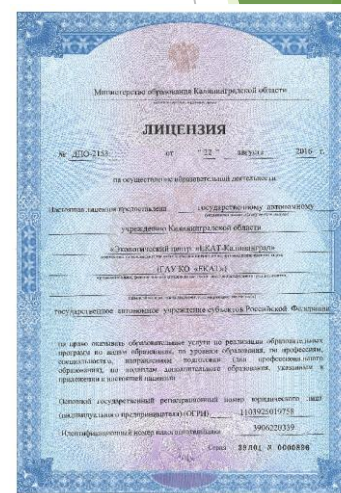 Министерство образования Калининградской области
ЛИЦЕНЗИЯ
№ ДПО-2153 от "22" августа 2016 г.
на осуществление образовательной деятельности
Настоящая лицензия предоставлена государственному автономному
учреждению Калининградской области
«Экологический центр «ЕКАТ-Калининград»
(ГАУ КО «ЕКАТ»)
государственное автономное учреждение субъектов Российской Федерации
на право оказывать образовательные услуги по реализации образовательных
программ по видам образования, по уровням образования, по профессиям,
специальностям, направлениям подготовки (для профессионального
образования), по подвидам дополнительного образования, указанным в
приложении к настоящей лицензии
Основной государственный регистрационный номер юридического лица
(индивидуального предпринимателя) (ОГРН) 1103925019758
Идентификационный номер налогоплательщика 3906220339
Серия 39Л01 № 0000896